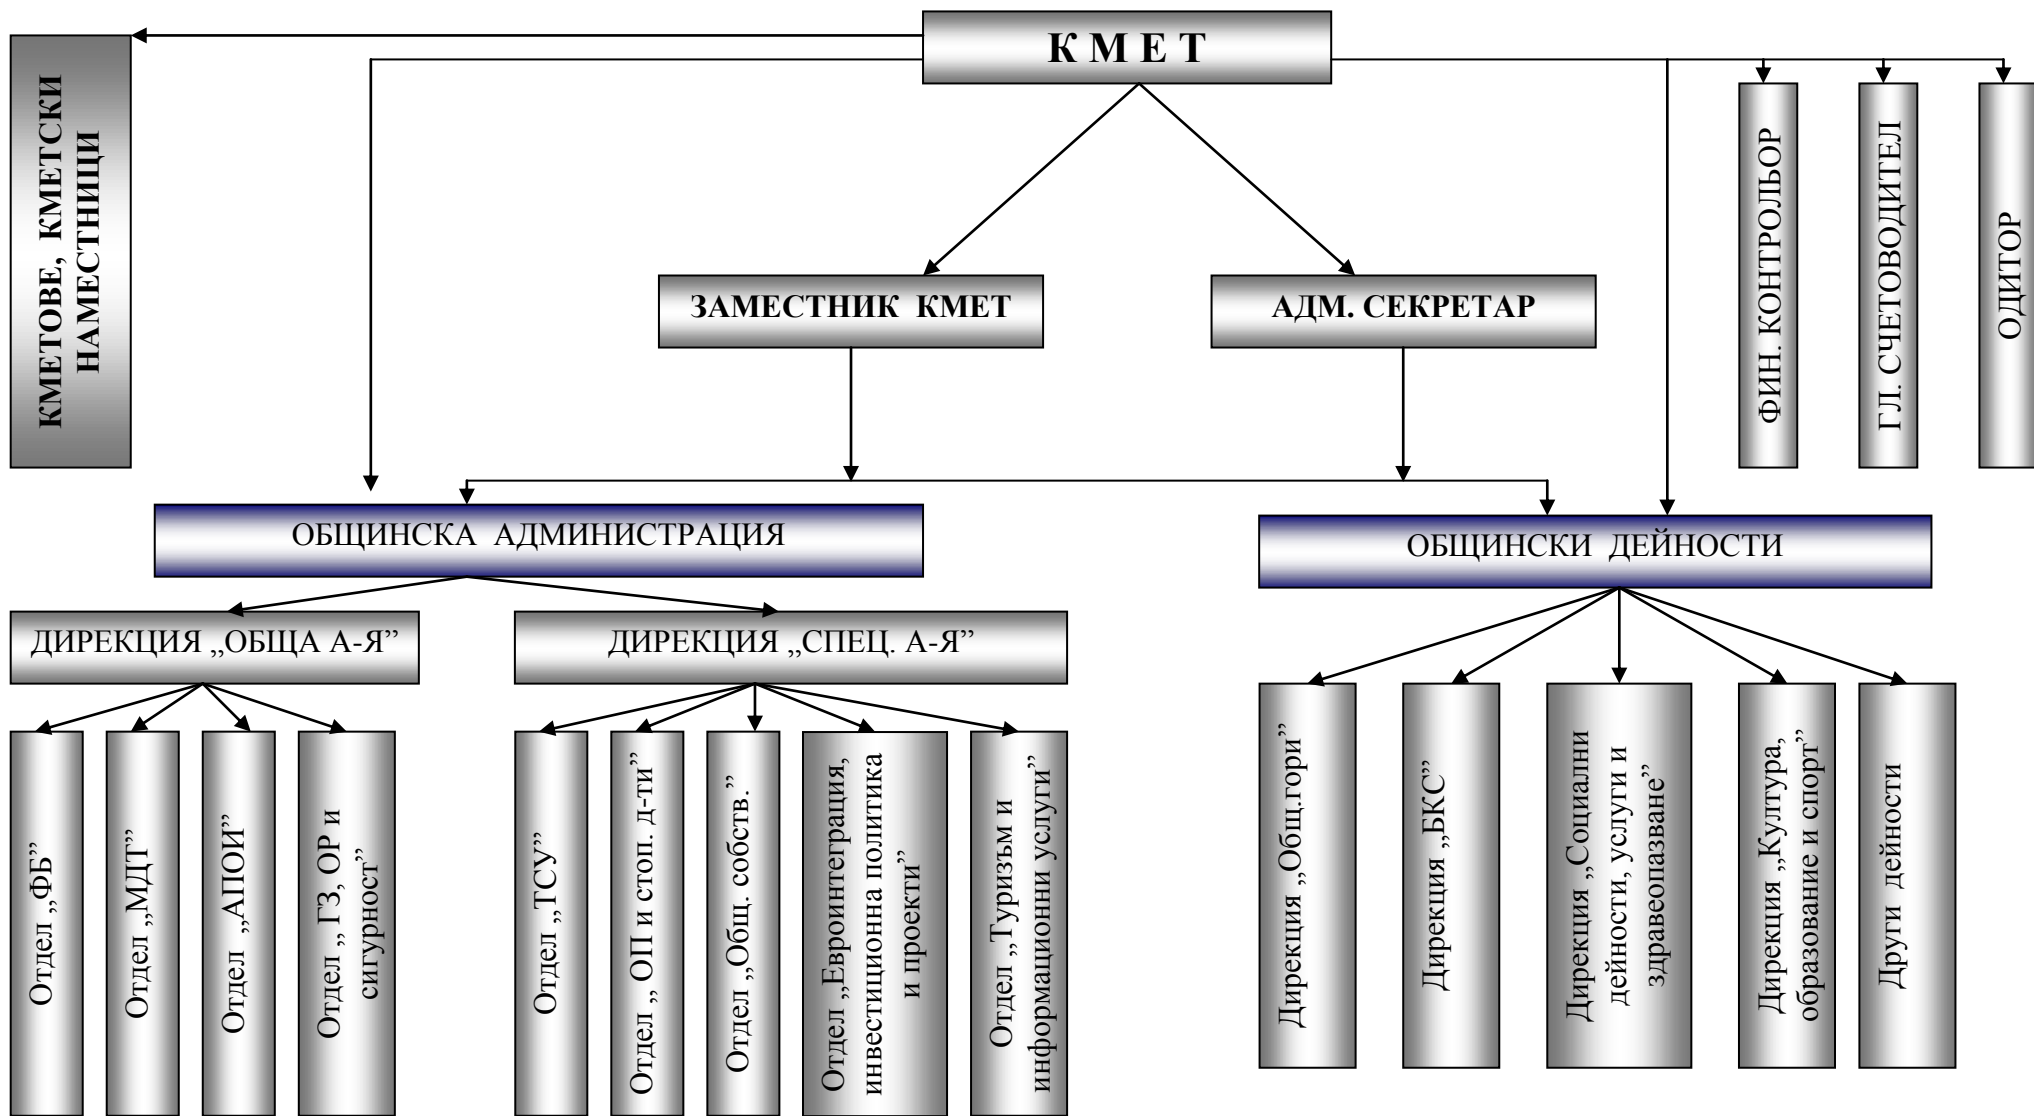 К М Е Т
КМЕТОВЕ, КМЕТСКИ
НАМЕСТНИЦИ
ФИН. КОНТРОЛЬОР
ГЛ. СЧЕТОВОДИТЕЛ
ОДИТОР
ЗАМЕСТНИК КМЕТ
АДМ. СЕКРЕТАР
ОБЩИНСКА АДМИНИСТРАЦИЯ
ОБЩИНСКИ ДЕЙНОСТИ
ДИРЕКЦИЯ „ОБЩА А-Я”
ДИРЕКЦИЯ „СПЕЦ. А-Я”
Отдел „ФБ”
Отдел „МДТ”
Отдел „АПОИ”
Отдел „ ГЗ, ОР и
сигурност”
Отдел „ТСУ”
Отдел „ ОП и стоп. д-ти”
Отдел „Общ. собств.”
Отдел „Евроинтеграция,
инвестиционна политика
и проекти”
Отдел „Туризъм и
информационни услуги”
Дирекция „Общ.гори”
Дирекция „БКС”
Дирекция „Социални
дейности, услуги и
здравеопазване”
Дирекция „Култура,
образование и спорт”
Други дейности